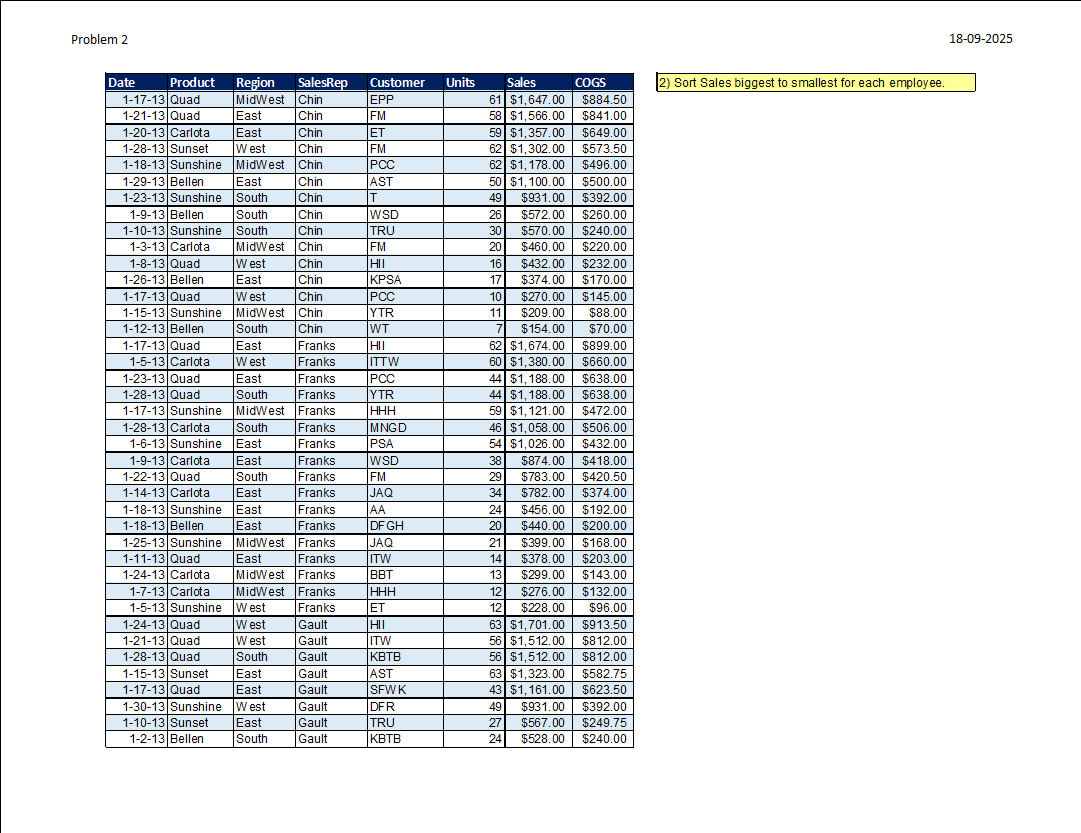 Problem 2 18-09-2025
Date Product Region SalesRep Customer Units Sales COGS 2) Sort Sales biggest to smallest for each employee.
1-17-13 Quad MidWest Chin EPP 61 $1,647.00 $884.50
1-21-13 Quad East Chin FM 58 $1,566.00 $841.00
1-20-13 Carlota East Chin ET 59 $1,357.00 $649.00
1-28-13 Sunset West Chin FM 62 $1,302.00 $573.50
1-18-13 Sunshine MidWest Chin PCC 62 $1,178.00 $496.00
1-29-13 Bellen East Chin AST 50 $1,100.00 $500.00
1-23-13 Sunshine South Chin T 49 $931.00 $392.00
1-9-13 Bellen South Chin WSD 26 $572.00 $260.00
1-10-13 Sunshine South Chin TRU 30 $570.00 $240.00
1-3-13 Carlota MidWest Chin FM 20 $460.00 $220.00
1-8-13 Quad West Chin HII 16 $432.00 $232.00
1-26-13 Bellen East Chin KPSA 17 $374.00 $170.00
1-17-13 Quad West Chin PCC 10 $270.00 $145.00
1-15-13 Sunshine MidWest Chin YTR 11 $209.00 $88.00
1-12-13 Bellen South Chin WT 7 $154.00 $70.00
1-17-13 Quad East Franks HII 62 $1,674.00 $899.00
1-5-13 Carlota West Franks ITTW 60 $1,380.00 $660.00
1-23-13 Quad East Franks PCC 44 $1,188.00 $638.00
1-28-13 Quad South Franks YTR 44 $1,188.00 $638.00
1-17-13 Sunshine MidWest Franks HHH 59 $1,121.00 $472.00
1-28-13 Carlota South Franks MNGD 46 $1,058.00 $506.00
1-6-13 Sunshine East Franks PSA 54 $1,026.00 $432.00
1-9-13 Carlota East Franks WSD 38 $874.00 $418.00
1-22-13 Quad South Franks FM 29 $783.00 $420.50
1-14-13 Carlota East Franks JAQ 34 $782.00 $374.00
1-18-13 Sunshine East Franks AA 24 $456.00 $192.00
1-18-13 Bellen East Franks DFGH 20 $440.00 $200.00
1-25-13 Sunshine MidWest Franks JAQ 21 $399.00 $168.00
1-11-13 Quad East Franks ITW 14 $378.00 $203.00
1-24-13 Carlota MidWest Franks BBT 13 $299.00 $143.00
1-7-13 Carlota MidWest Franks HHH 12 $276.00 $132.00
1-5-13 Sunshine West Franks ET 12 $228.00 $96.00
1-24-13 Quad West Gault HII 63 $1,701.00 $913.50
1-21-13 Quad West Gault ITW 56 $1,512.00 $812.00
1-28-13 Quad South Gault KBTB 56 $1,512.00 $812.00
1-15-13 Sunset East Gault AST 63 $1,323.00 $582.75
1-17-13 Quad East Gault SFWK 43 $1,161.00 $623.50
1-30-13 Sunshine West Gault DFR 49 $931.00 $392.00
1-10-13 Sunset East Gault TRU 27 $567.00 $249.75
1-2-13 Bellen South Gault KBTB 24 $528.00 $240.00